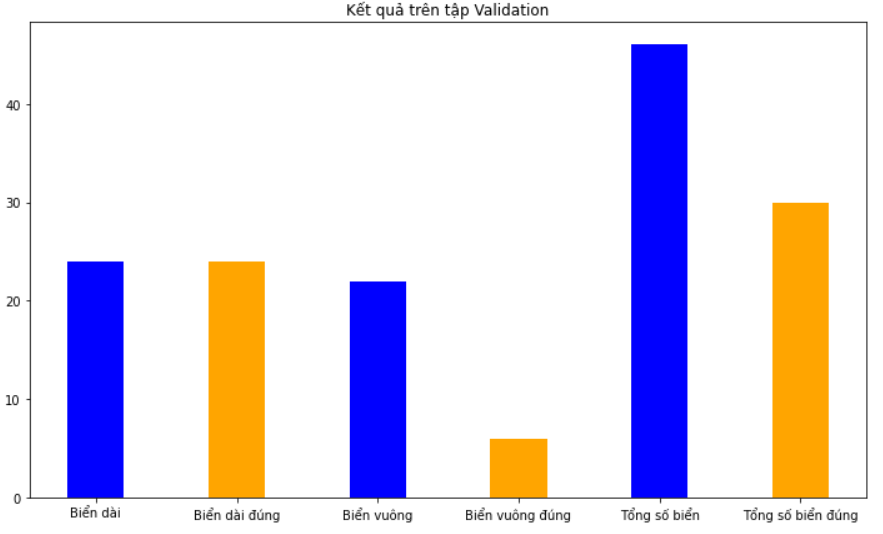 Kết quả trên tập Validation
40
30
20
10
0
Biển dài
Biển dài đúng
Biển vuông
Biển vuông đúng
Tổng số biển
Tổng số biển đúng